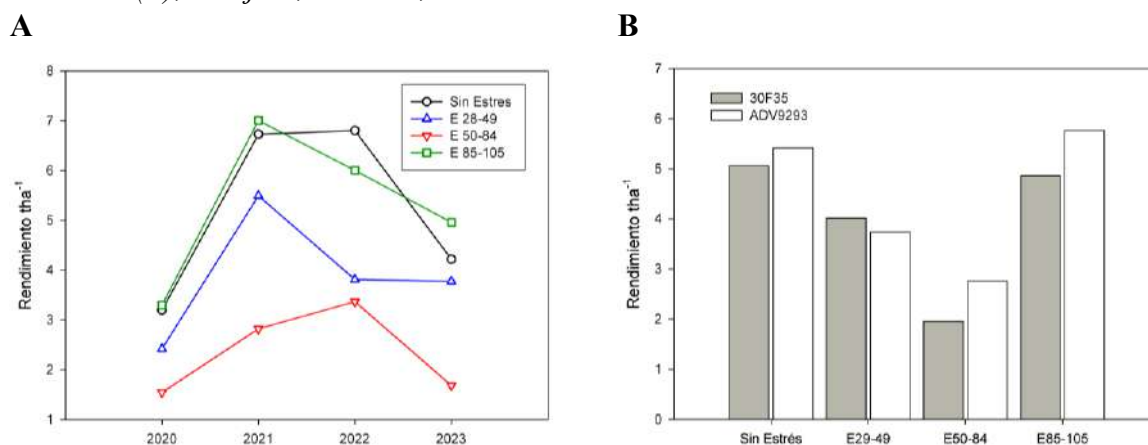 A
B
Rendimiento tha-1
8
7
6
5
4
3
2
1
2020
2021
2022
2023
Sin Estres
E 28-49
E 50-84
E 85-105
Rendimiento tha-1
7
6
5
4
3
2
1
0
30F35
ADV9293
Sin Estrés
E29-49
E50-84
E85-105